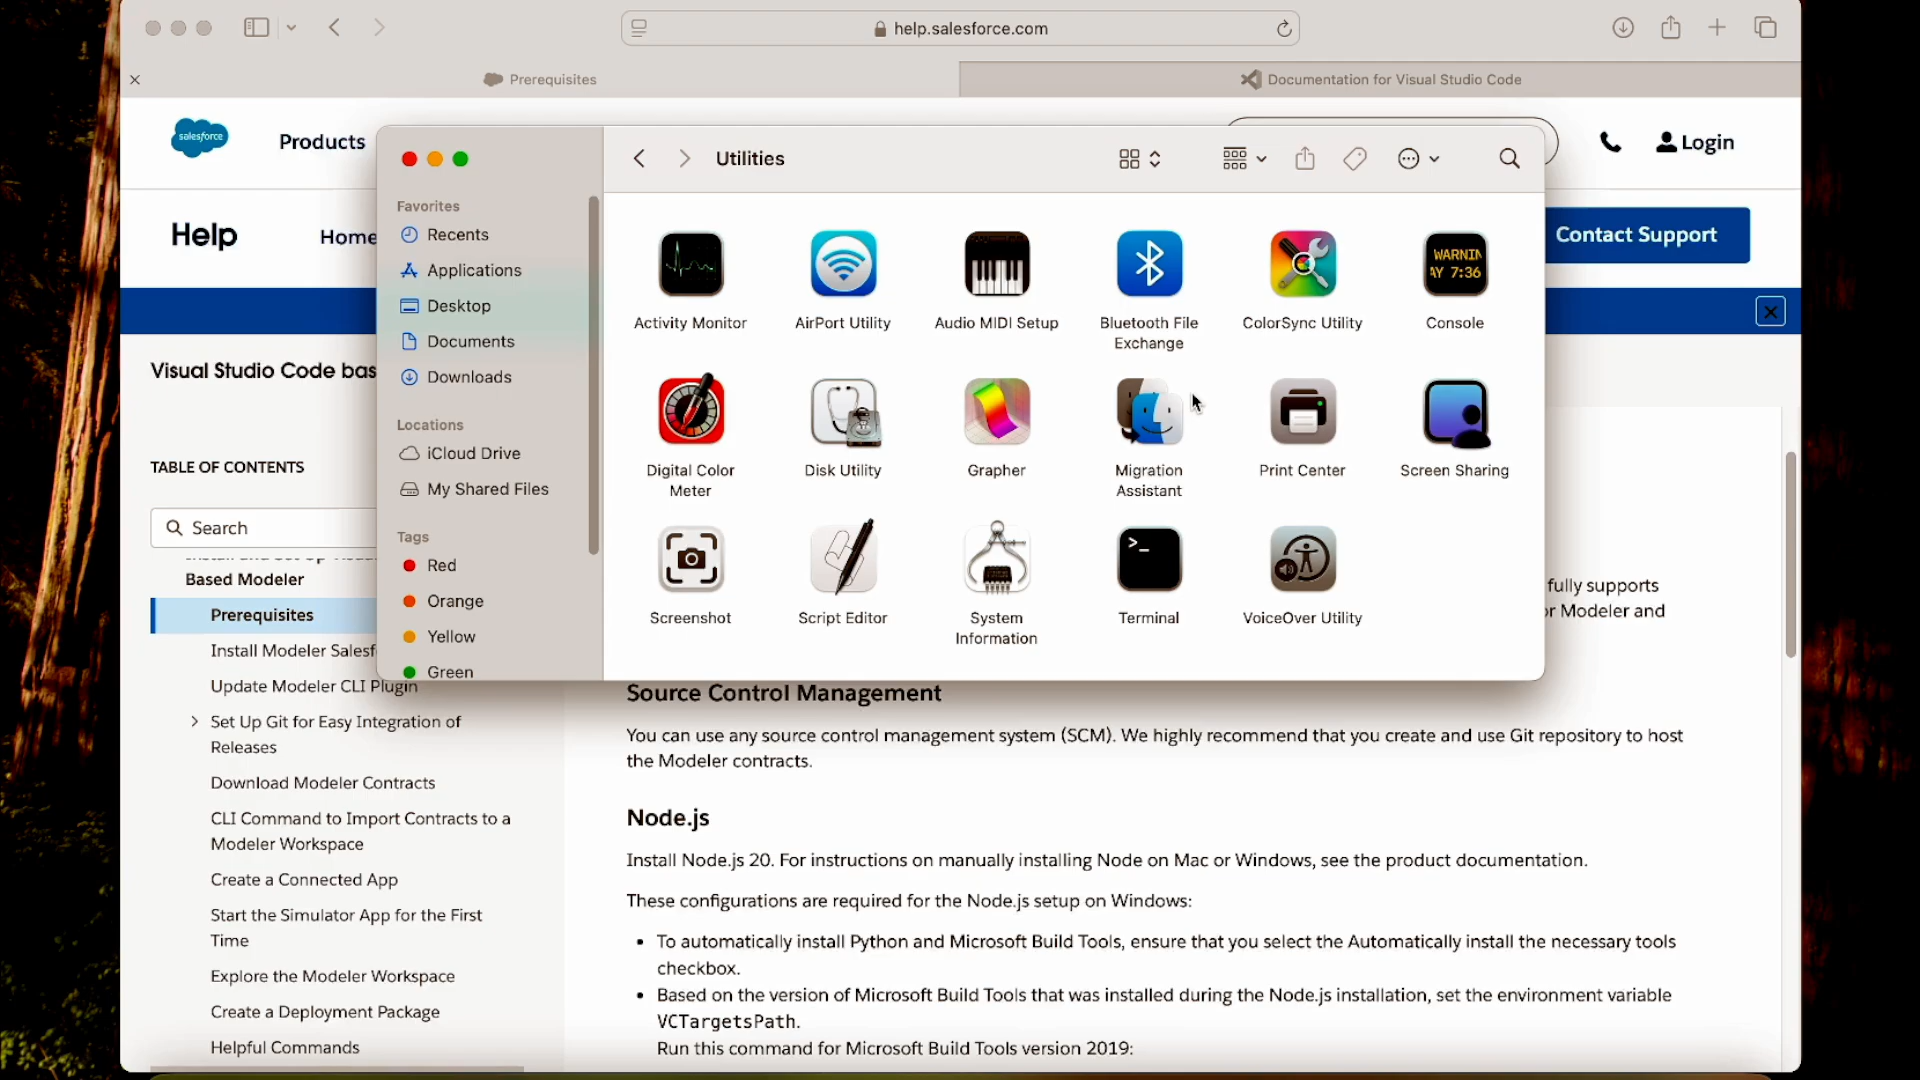 help.salesforce.com
Prerequisites
Documentation for Visual Studio Code
salesforce
Products
Login
Help
Home
Contact Support
Visual Studio Code bas
TABLE OF CONTENTS
Search
Based Modeler
Prerequisites
Install Modeler Salesf
Update Modeler CLI Plugin
Set Up Git for Easy Integration of
Releases
Download Modeler Contracts
CLI Command to Import Contracts to a
Modeler Workspace
Create a Connected App
Start the Simulator App for the First
Time
Explore the Modeler Workspace
Create a Deployment Package
Helpful Commands
Utilities
Favorites
Recents
Applications
Desktop
Documents
Downloads
Locations
iCloud Drive
My Shared Files
Tags
Red
Orange
Yellow
Green
Activity Monitor
AirPort Utility
Audio MIDI Setup
Bluetooth File
Exchange
ColorSync Utility
WARNIN
AY 7:36
Console
Digital Color
Meter
Disk Utility
Grapher
Migration
Assistant
Print Center
Screen Sharing
Screenshot
Script Editor
System
Information
>_
Terminal
VoiceOver Utility
fully supports
or Modeler and
Source Control Management
You can use any source control management system (SCM). We highly recommend that you create and use Git repository to host
the Modeler contracts.
Node.js
Install Node.js 20. For instructions on manually installing Node on Mac or Windows, see the product documentation.
These configurations are required for the Node.js setup on Windows:
• To automatically install Python and Microsoft Build Tools, ensure that you select the Automatically install the necessary tools
checkbox.
• Based on the version of Microsoft Build Tools that was installed during the Node.js installation, set the environment variable
VCTargetsPath.
Run this command for Microsoft Build Tools version 2019: